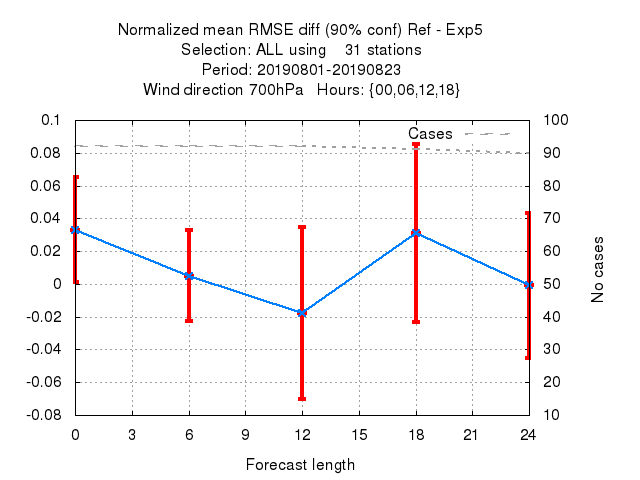 Normalized mean RMSE diff (90% conf) Ref - Exp5
Selection: ALL using    31 stations
Period: 20190801-20190823
Wind direction 700hPa   Hours: {00,06,12,18}
Cases
0.1
0.08
0.06
0.04
0.02
0
-0.02
-0.04
-0.06
-0.08
100
90
80
70
60
50
40
30
20
10
No cases
0 3 6 9 12 15 18 21 24
Forecast length